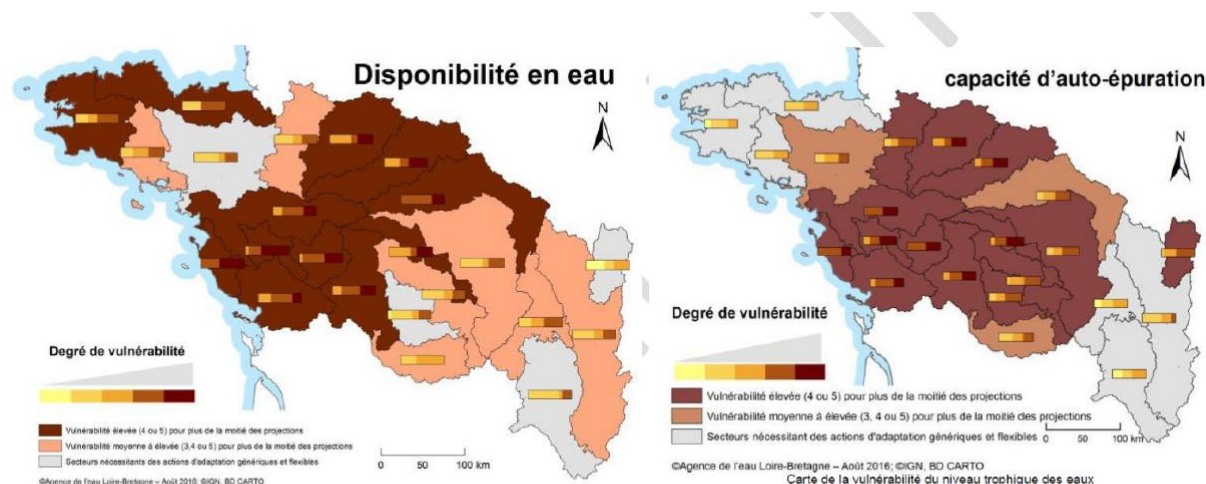 Disponibilité en eau
N
Degré de vulnérabilité
Vulnérabilité élevée (4 ou 5) pour plus de la moitié des projections
Vulnérabilité moyenne à élevée (3,4 ou 5) pour plus de la moitié des projections
Secteurs nécessitants des actions d'adaptation génériques et flexibles
0 50 100 km
©Agence de l'eau Loire-Bretagne – Août 2016; ©IGN, BD CARTO
capacité d'auto-épuration
N
Degré de vulnérabilité
Vulnérabilité élevée (4 ou 5) pour plus de la moitié des projections
Vulnérabilité moyenne à élevée (3, 4 ou 5) pour plus de la moitié des projections
Secteurs nécessitant des actions d'adaptation génériques et flexibles
0 50 100 km
©Agence de l'eau Loire-Bretagne – Août 2016; ©IGN, BD CARTO
Carte de la vulnérabilité du niveau trophique des eaux